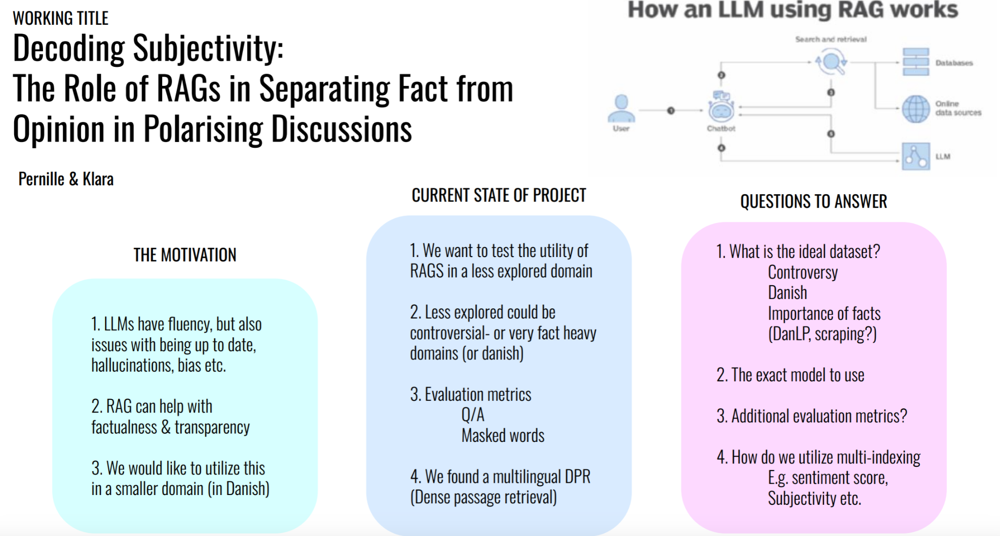 WORKING TITLE
Decoding Subjectivity:
The Role of RAGs in Separating Fact from
Opinion in Polarising Discussions
Pernille & Klara
How an LLM using RAG works
Search and retrieval
Databases
2
3
User
1
Chatbot
Online
data sources
5
4
LLM
THE MOTIVATION
1. LLMs have fluency, but also
issues with being up to date,
hallucinations, bias etc.
2. RAG can help with
factualness & transparency
3. We would like to utilize this
in a smaller domain (in Danish)
CURRENT STATE OF PROJECT
1. We want to test the utility of
RAGS in a less explored domain
2. Less explored could be
controversial- or very fact heavy
domains (or danish)
3. Evaluation metrics
Q/A
Masked words
4. We found a multilingual DPR
(Dense passage retrieval)
QUESTIONS TO ANSWER
1. What is the ideal dataset?
Controversy
Danish
Importance of facts
(DanLP, scraping?)
2. The exact model to use
3. Additional evaluation metrics?
4. How do we utilize multi-indexing
E.g. sentiment score,
Subjectivity etc.